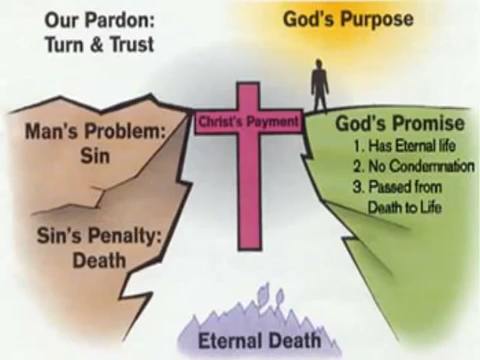 Our Pardon:
Turn & Trust
God's Purpose
Christ's Payment
Man's Problem:
Sin
God's Promise
1. Has Eternal life
2. No Condemnation
3. Passed from
Death to Life
Sin's Penalty:
Death
Eternal Death